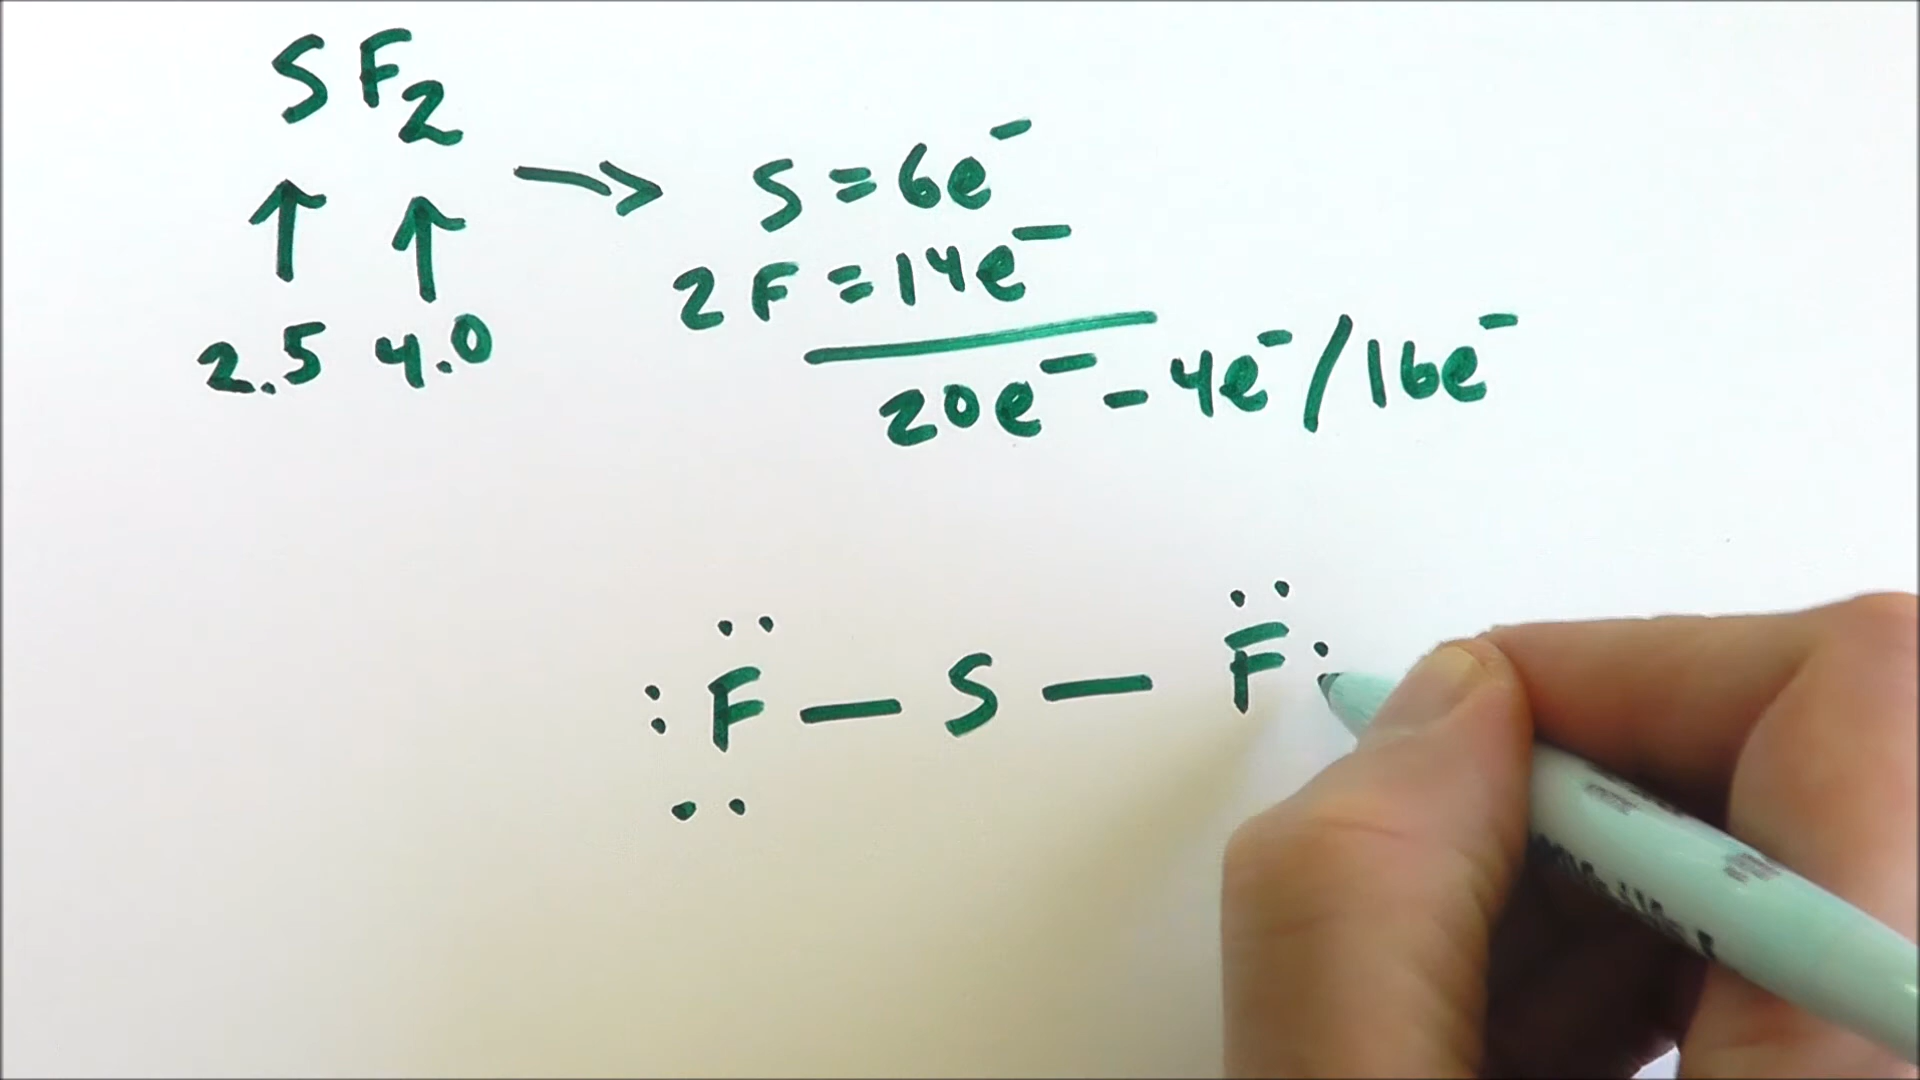 SF₂
→ S = 6e⁻
2F = 14e⁻
2.5 4.0
20e⁻ - 4e⁻ / 16e⁻
F — S — F